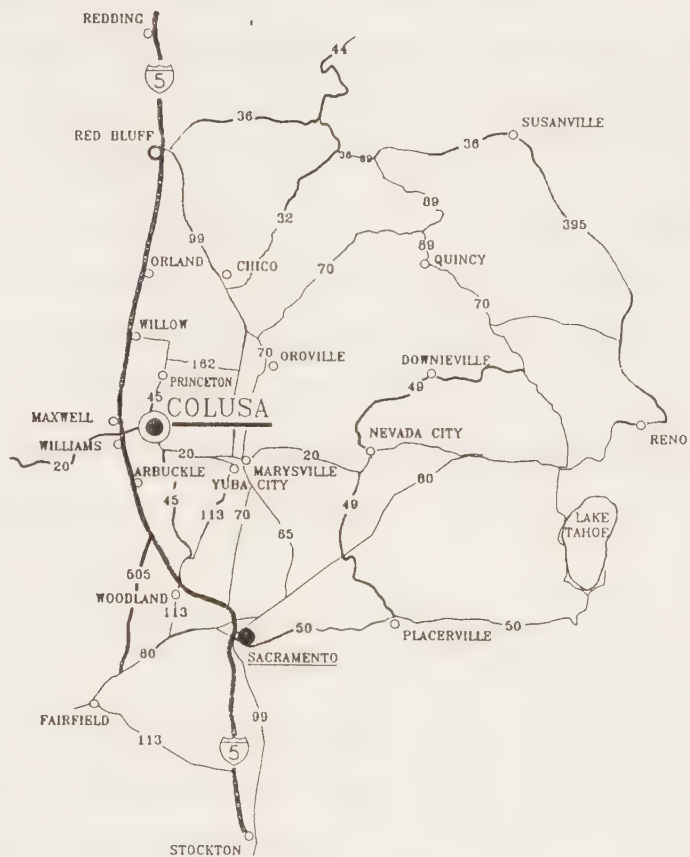 REDDING
44
5
36
SUSANVILLE
RED BLUFF
36
89
36
89
32
395
99
89
ORLAND
CHICO
70
QUINCY
70
WILLOW
70
OROVILLE
162
DOWNIEVILLE
PRINCETON
49
45
COLUSA
MAXWELL
RENO
WILLIAMS
NEVADA CITY
20
20
MARYSVILLE
20
ARBUCKLE
YUBA CITY
80
45
49
113
70
LAKE
TAHOE
65
505
WOODLAND
113
50
PLACERVILLE
50
80
SACRAMENTO
FAIRFIELD
99
113
5
STOCKTON